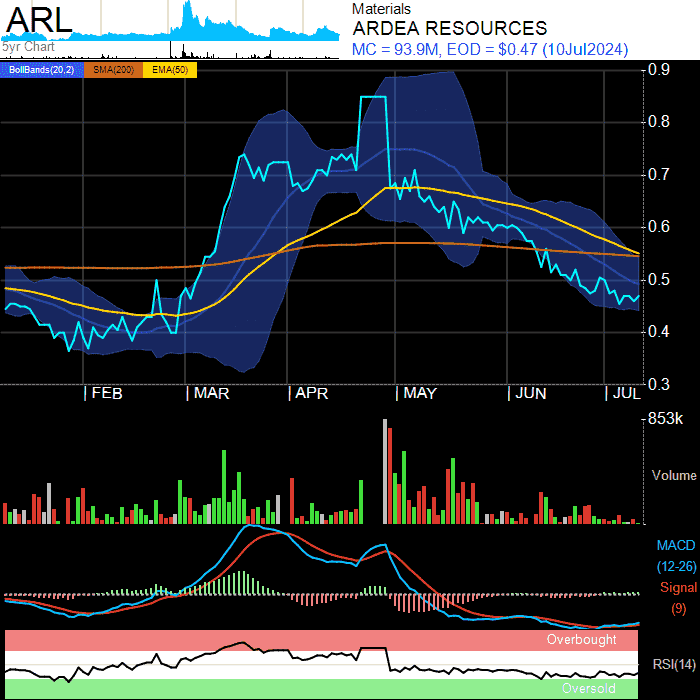 ARL
5yr Chart
Materials
ARDEA RESOURCES
MC = 93.9M, EOD = $0.47 (10Jul2024)
BollBands(20,2) SMA(200) EMA(50)
0.9
0.8
0.7
0.6
0.5
0.4
0.3
FEB MAR APR MAY JUN JUL
853k
Volume
MACD
(12-26)
Signal
(9)
Overbought
RSI(14)
Oversold